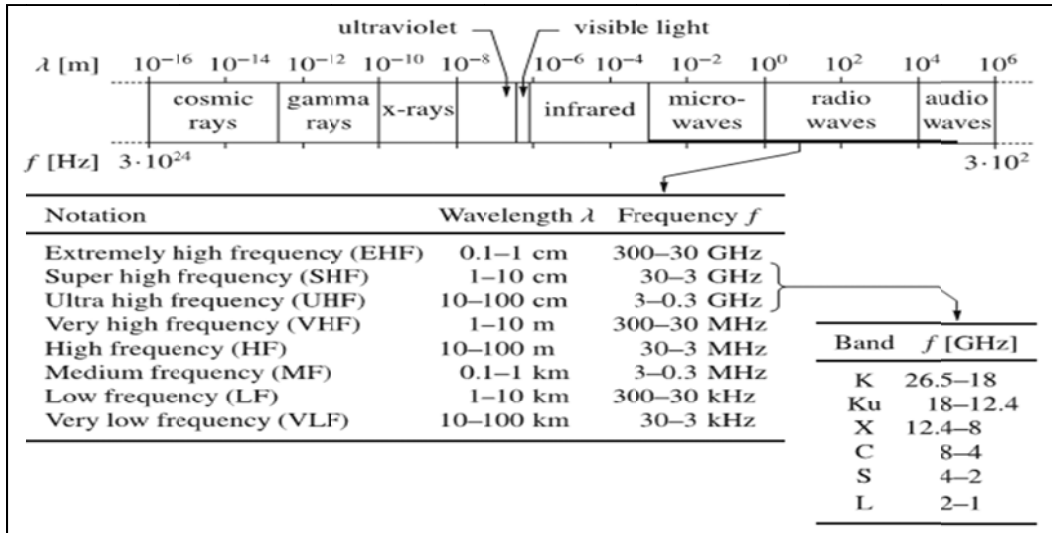 ultraviolet visible light
λ [m] 10⁻¹⁶ 10⁻¹⁴ 10⁻¹² 10⁻¹⁰ 10⁻⁸ 10⁻⁶ 10⁻⁴ 10⁻² 10⁰ 10² 10⁴ 10⁶
cosmic rays gamma rays x-rays infrared micro-waves radio waves audio waves
f [Hz] 3·10²⁴ 3·10²
Notation Wavelength λ Frequency f
Extremely high frequency (EHF) 0.1–1 cm 300–30 GHz
Super high frequency (SHF) 1–10 cm 30–3 GHz
Ultra high frequency (UHF) 10–100 cm 3–0.3 GHz
Very high frequency (VHF) 1–10 m 300–30 MHz
High frequency (HF) 10–100 m 30–3 MHz
Medium frequency (MF) 0.1–1 km 3–0.3 MHz
Low frequency (LF) 1–10 km 300–30 kHz
Very low frequency (VLF) 10–100 km 30–3 kHz
Band f [GHz]
K 26.5–18
Ku 18–12.4
X 12.4–8
C 8–4
S 4–2
L 2–1